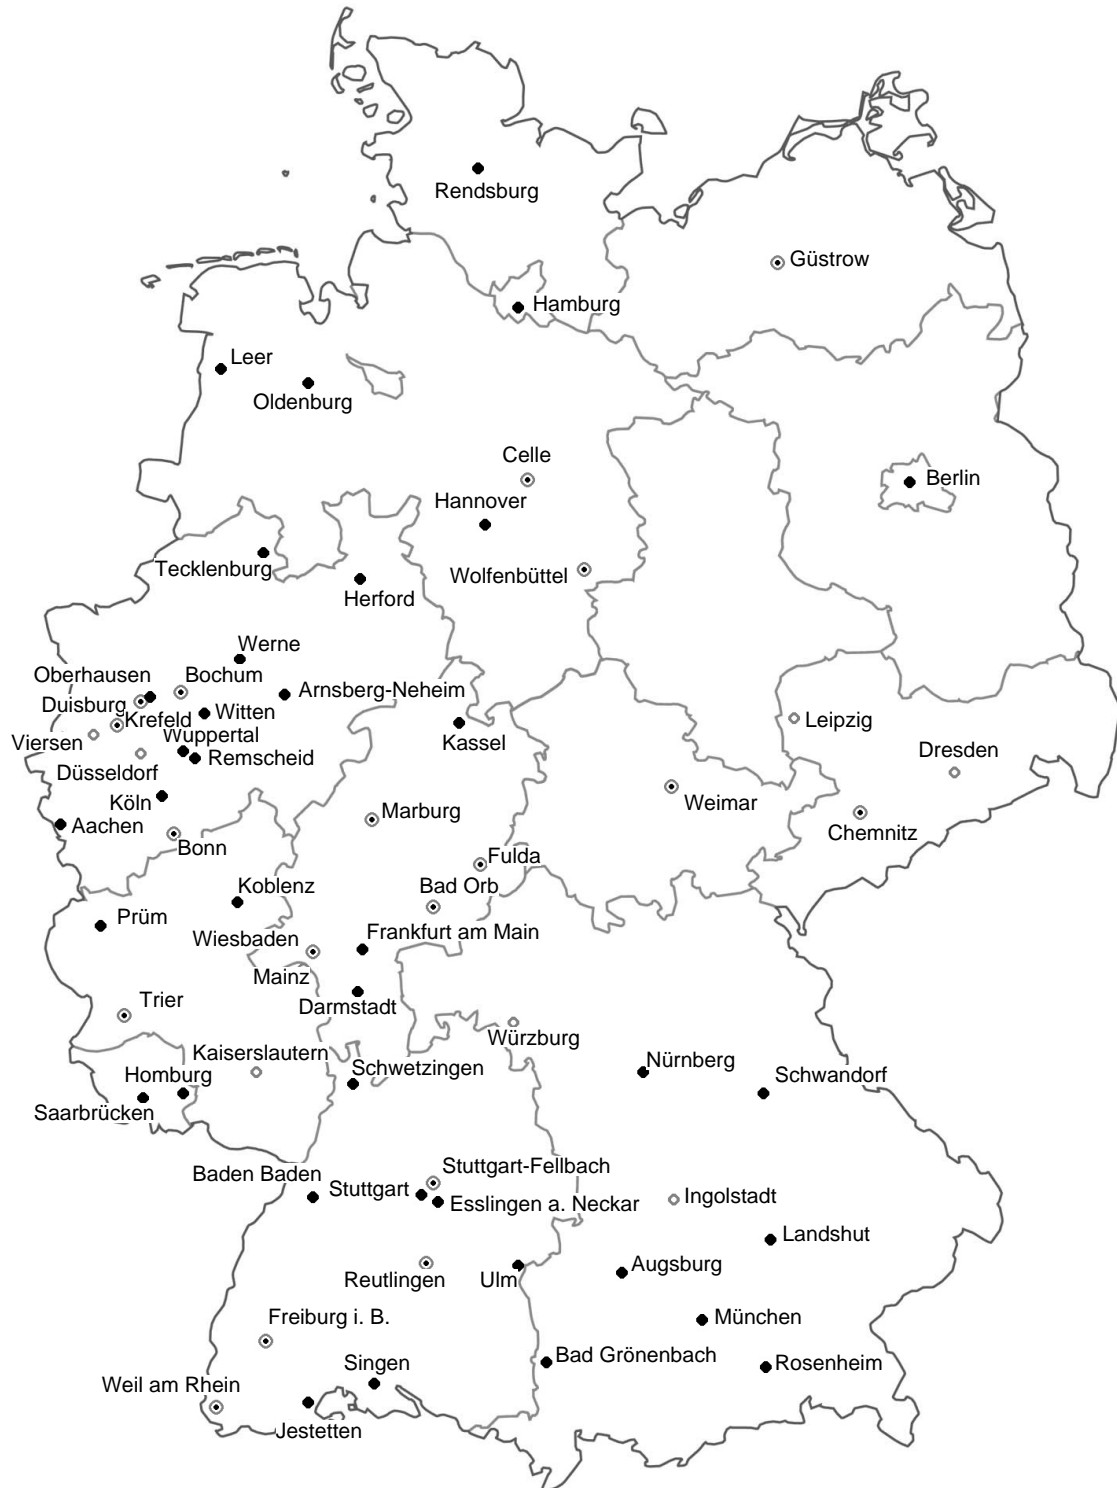 Rendsburg
Güstrow
Hamburg
Leer
Oldenburg
Celle
Berlin
Hannover
Tecklenburg
Wolfenbüttel
Herford
Werne
Oberhausen
Bochum
Arnsberg-Neheim
Duisburg
Krefeld
Witten
Leipzig
Viersen
Wuppertal
Kassel
Dresden
Düsseldorf
Remscheid
Köln
Weimar
Marburg
Aachen
Chemnitz
Bonn
Fulda
Koblenz
Bad Orb
Prüm
Wiesbaden
Frankfurt am Main
Mainz
Trier
Darmstadt
Würzburg
Kaiserslautern
Nürnberg
Homburg
Schwetzingen
Schwandorf
Saarbrücken
Baden Baden
Stuttgart-Fellbach
Stuttgart
Esslingen a. Neckar
Ingolstadt
Landshut
Reutlingen
Ulm
Augsburg
Freiburg i. B.
München
Singen
Bad Grönenbach
Rosenheim
Weil am Rhein
Jestetten